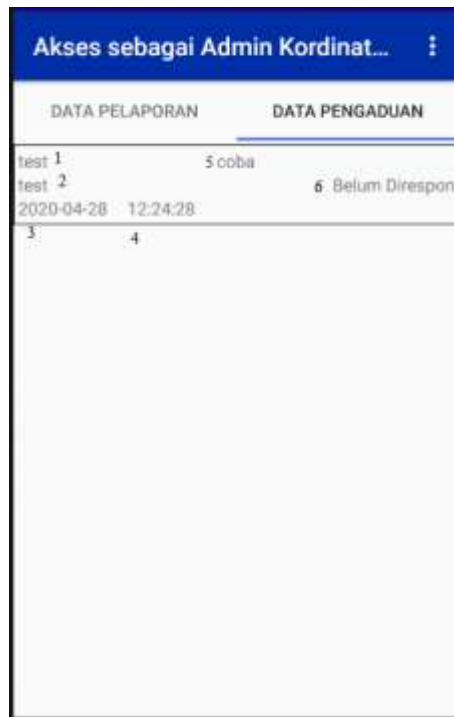 Akses sebagai Admin Kordinat...
DATA PELAPORAN DATA PENGADUAN
test 1 5 coba
test 2 6 Belum Direspon
2020-04-28 12:24:28
3 4